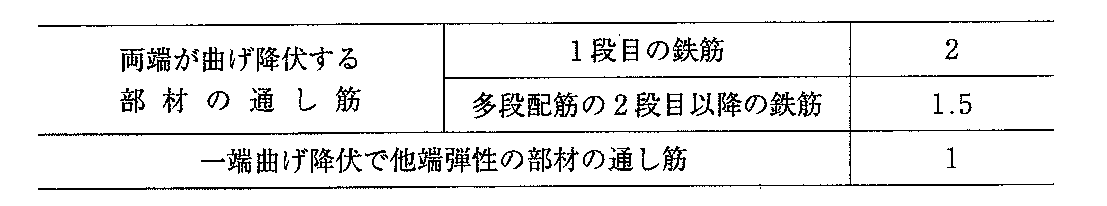 両端が曲げ降伏する
部材の通し筋
1段目の鉄筋
2
多段配筋の2段目以降の鉄筋
1.5
一端曲げ降伏で他端弾性の部材の通し筋
1